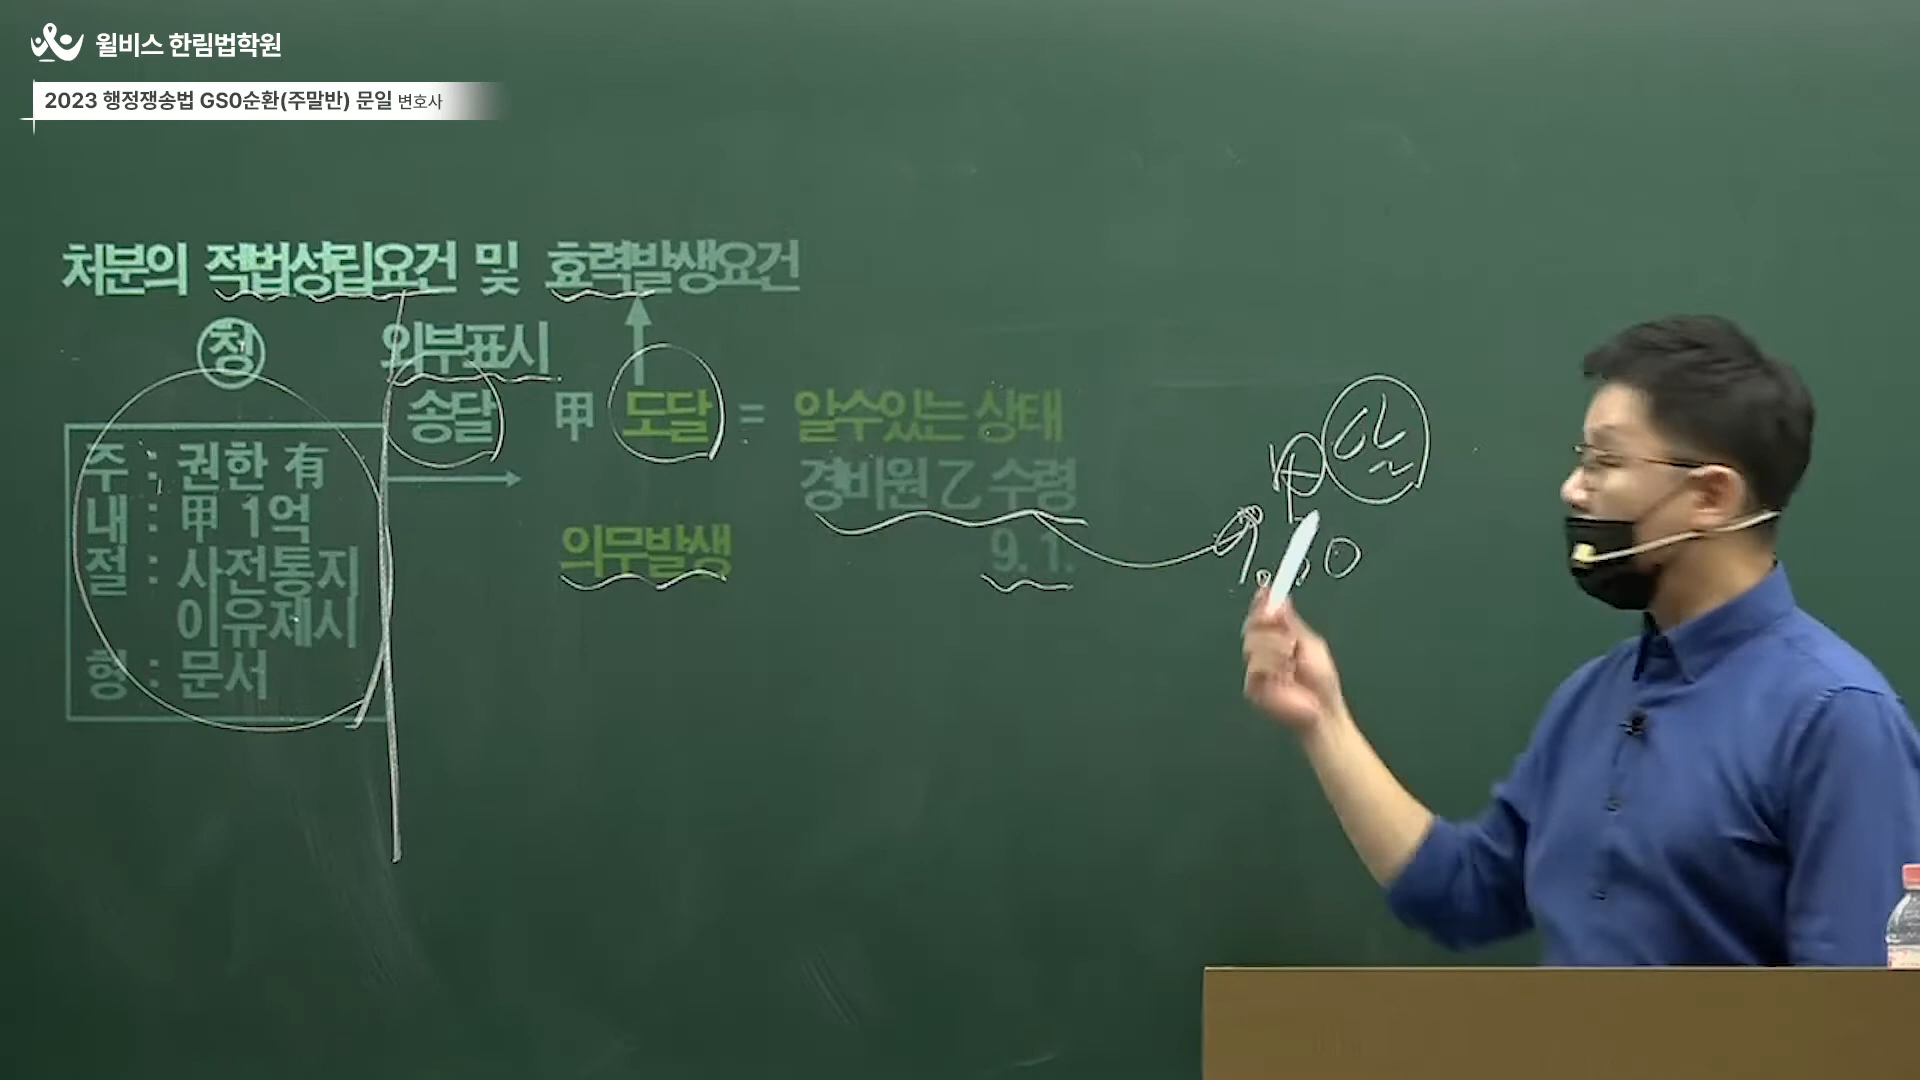 윌비스 한림법학원
2023 행정쟁송법 GS0순환(주말반) 문일 변호사
처분의 적법성립요건 및 효력발생요건
청 외부표시
송달 甲 도달 = 알수있는 상태
경비원 乙 수령
9. 1.
의무발생
주 : 권한 有
내 : 甲 1억
절 : 사전통지
이유제시
형 : 문서
甲 안